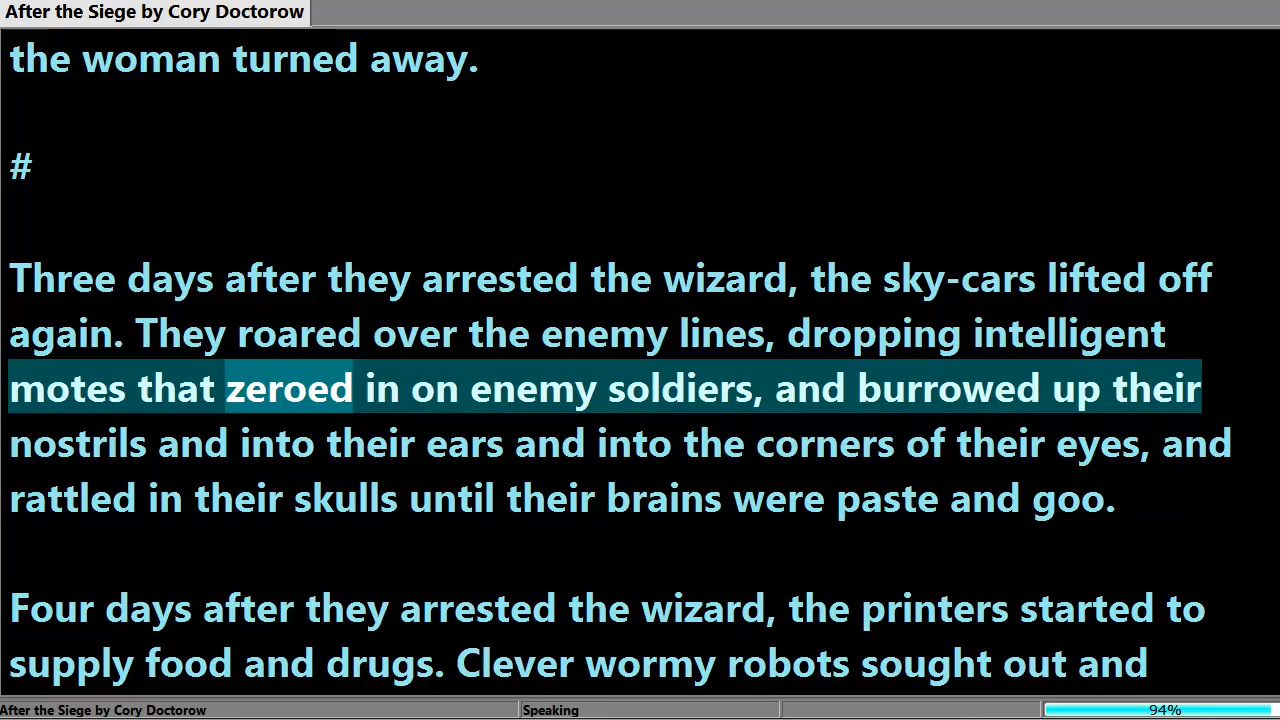 After the Siege by Cory Doctorow
the woman turned away.
#
Three days after they arrested the wizard, the sky-cars lifted off
again. They roared over the enemy lines, dropping intelligent
motes that zeroed in on enemy soldiers, and burrowed up their
nostrils and into their ears and into the corners of their eyes, and
rattled in their skulls until their brains were paste and goo.
Four days after they arrested the wizard, the printers started to
supply food and drugs. Clever wormy robots sought out and
After the Siege by Cory Doctorow
Speaking
94%